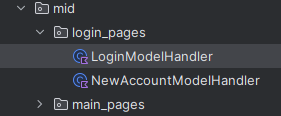 mid
login_pages
LoginModelHandler
NewAccountModelHandler
main_pages